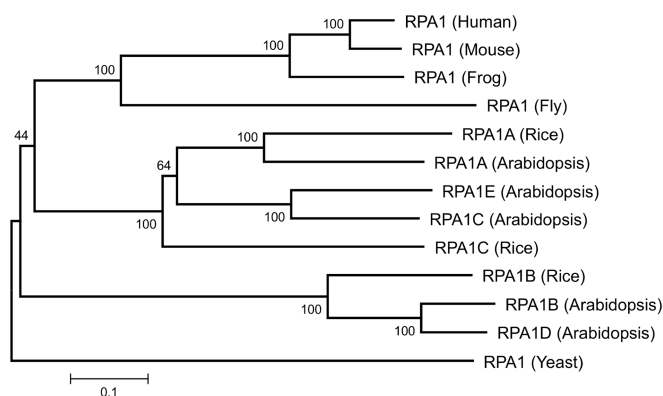 100 RPA1 (Human)
100 RPA1 (Mouse)
100 RPA1 (Frog)
RPA1 (Fly)
44 100 RPA1A (Rice)
64 RPA1A (Arabidopsis)
RPA1E (Arabidopsis)
100 100 RPA1C (Arabidopsis)
RPA1C (Rice)
RPA1B (Rice)
100 RPA1B (Arabidopsis)
100 RPA1D (Arabidopsis)
RPA1 (Yeast)
0.1